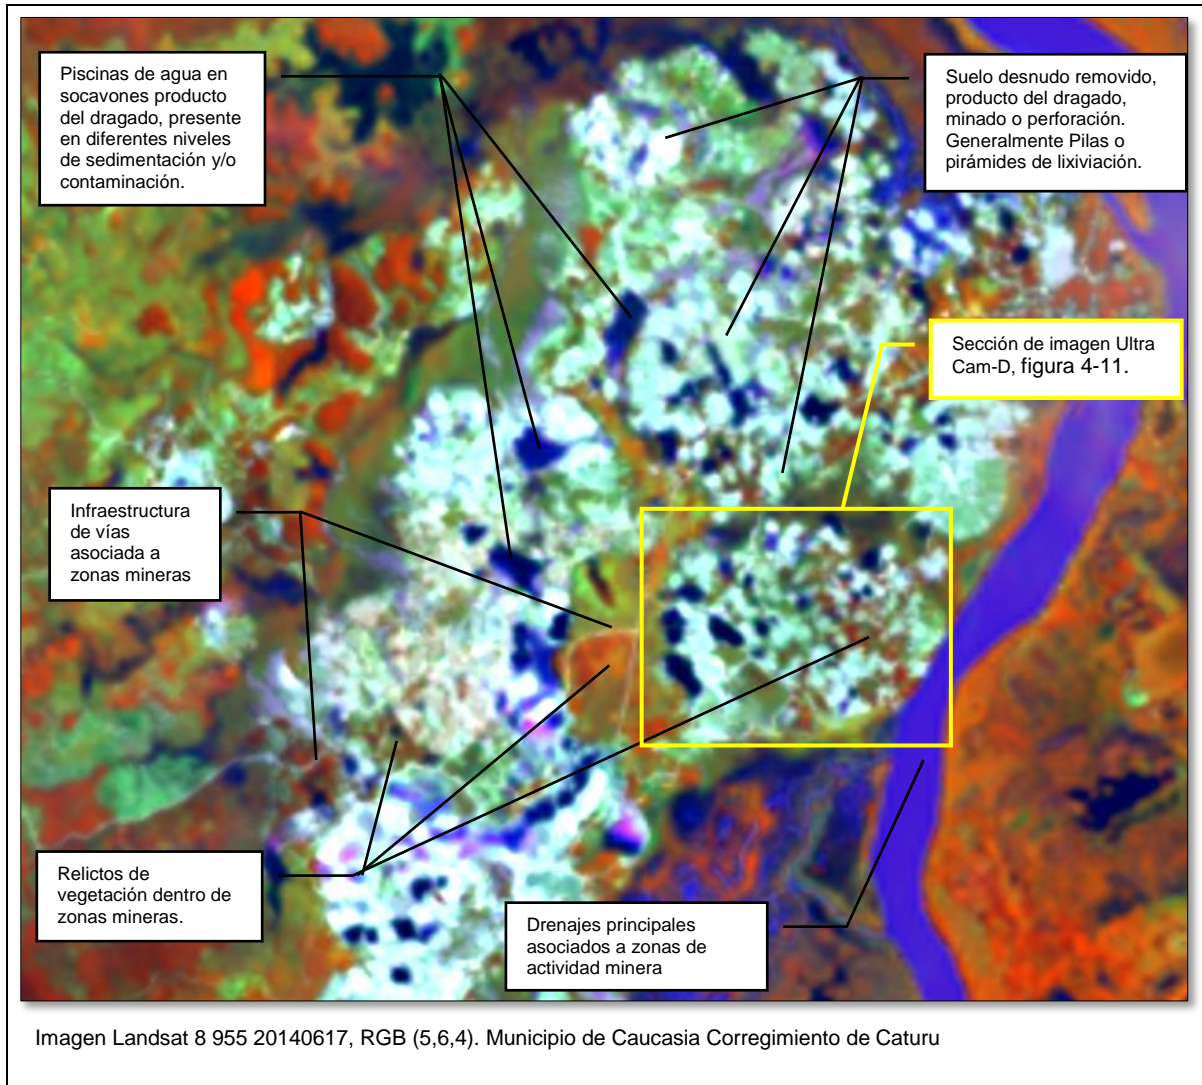 Piscinas de agua en
socavones producto
del dragado, presente
en diferentes niveles
de sedimentación y/o
contaminación.
Suelo desnudo removido,
producto del dragado,
minado o perforación.
Generalmente Pilas o
pirámides de lixiviación.
Sección de imagen Ultra
Cam-D, figura 4-11.
Infraestructura
de vías
asociada a
zonas mineras
Relictos de
vegetación dentro de
zonas mineras.
Drenajes principales
asociados a zonas de
actividad minera
Imagen Landsat 8 955 20140617, RGB (5,6,4). Municipio de Caucasia Corregimiento de Caturu